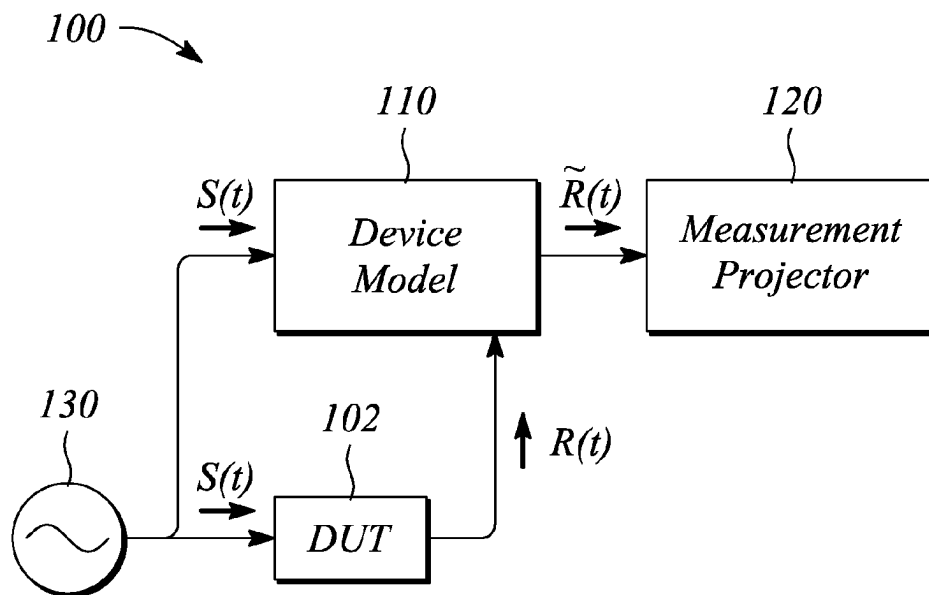 100
110
120
S(t)
R̃(t)
Device
Model
Measurement
Projector
130
102
R(t)
S(t)
DUT